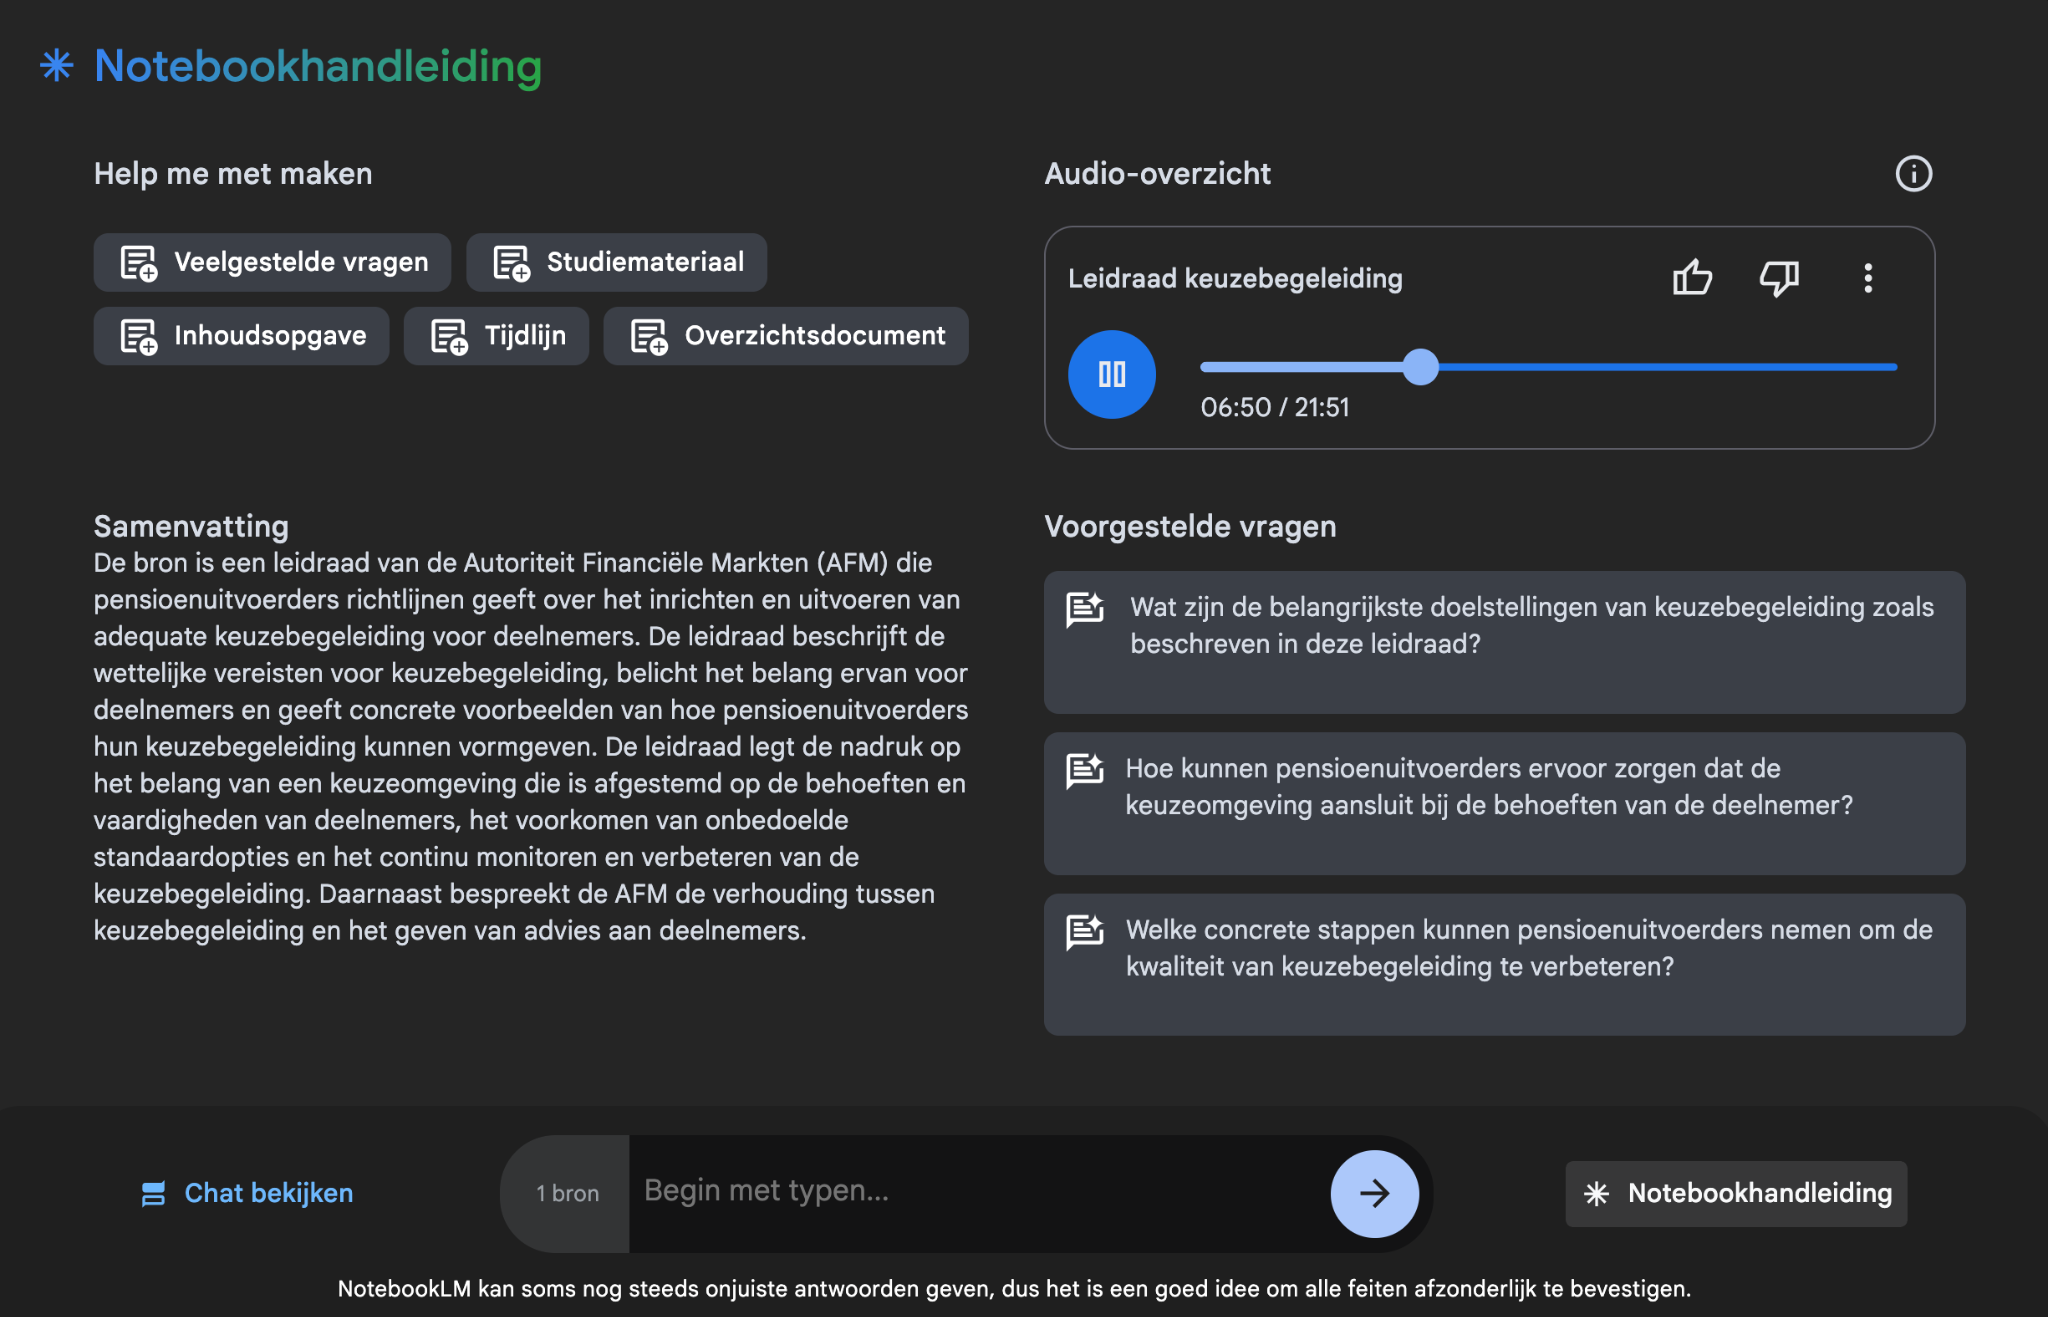 Notebookhandleiding
Help me met maken
Veelgestelde vragen
Studiemateriaal
Inhoudsopgave
Tijdlijn
Overzichtsdocument
Audio-overzicht
Leidraad keuzebegeleiding
06:50 / 21:51
Samenvatting
De bron is een leidraad van de Autoriteit Financiële Markten (AFM) die
pensioenuitvoerders richtlijnen geeft over het inrichten en uitvoeren van
adequate keuzebegeleiding voor deelnemers. De leidraad beschrijft de
wettelijke vereisten voor keuzebegeleiding, belicht het belang ervan voor
deelnemers en geeft concrete voorbeelden van hoe pensioenuitvoerders
hun keuzebegeleiding kunnen vormgeven. De leidraad legt de nadruk op
het belang van een keuzeomgeving die is afgestemd op de behoeften en
vaardigheden van deelnemers, het voorkomen van onbedoelde
standaardopties en het continu monitoren en verbeteren van de
keuzebegeleiding. Daarnaast bespreekt de AFM de verhouding tussen
keuzebegeleiding en het geven van advies aan deelnemers.
Voorgestelde vragen
Wat zijn de belangrijkste doelstellingen van keuzebegeleiding zoals
beschreven in deze leidraad?
Hoe kunnen pensioenuitvoerders ervoor zorgen dat de
keuzeomgeving aansluit bij de behoeften van de deelnemer?
Welke concrete stappen kunnen pensioenuitvoerders nemen om de
kwaliteit van keuzebegeleiding te verbeteren?
Chat bekijken
1 bron
Begin met typen...
Notebookhandleiding
NotebookLM kan soms nog steeds onjuiste antwoorden geven, dus het is een goed idee om alle feiten afzonderlijk te bevestigen.